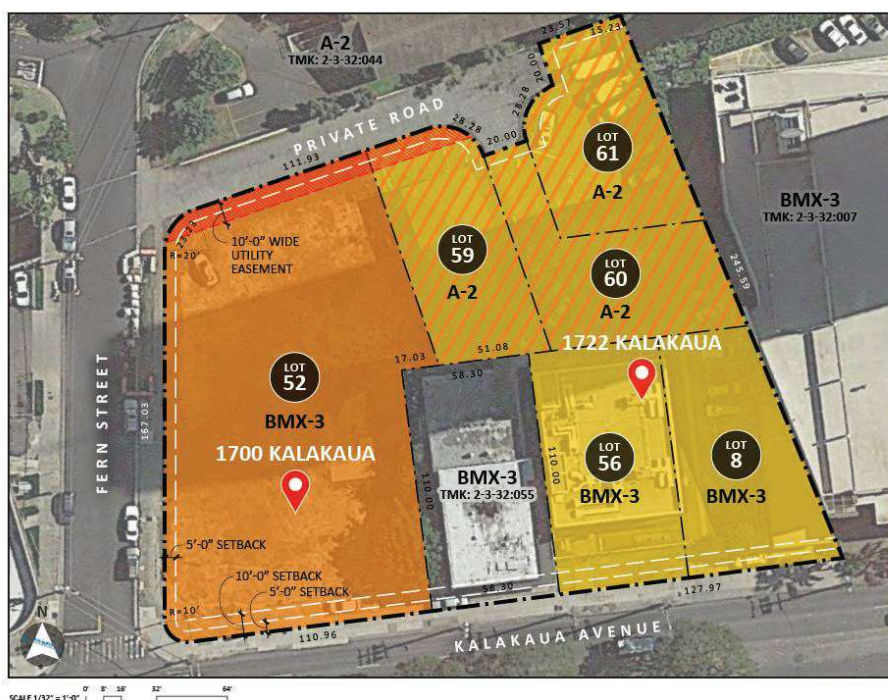 23.57
15.23
A-2
TMK: 2-3-32:044
20.00
28.28
PRIVATE ROAD
28.28
20.00
111.93
LOT
61
A-2
BMX-3
TMK: 2-3-32:007
23.23
R=20'
10'-0" WIDE
UTILITY
EASEMENT
LOT
59
A-2
LOT
60
A-2
245.59
17.03
51.08
58.30
1722 KALAKAUA
FERN STREET
167.03
LOT
52
BMX-3
1700 KALAKAUA
110.00
BMX-3
TMK: 2-3-32:055
110.00
LOT
56
BMX-3
LOT
8
BMX-3
5'-0" SETBACK
10'-0" SETBACK
5'-0" SETBACK
58.30
127.97
R=10'
110.96
KALAKAUA AVENUE
N
STOP
0' 8' 16' 32' 64'
SCALE 1/32" = 1'-0"